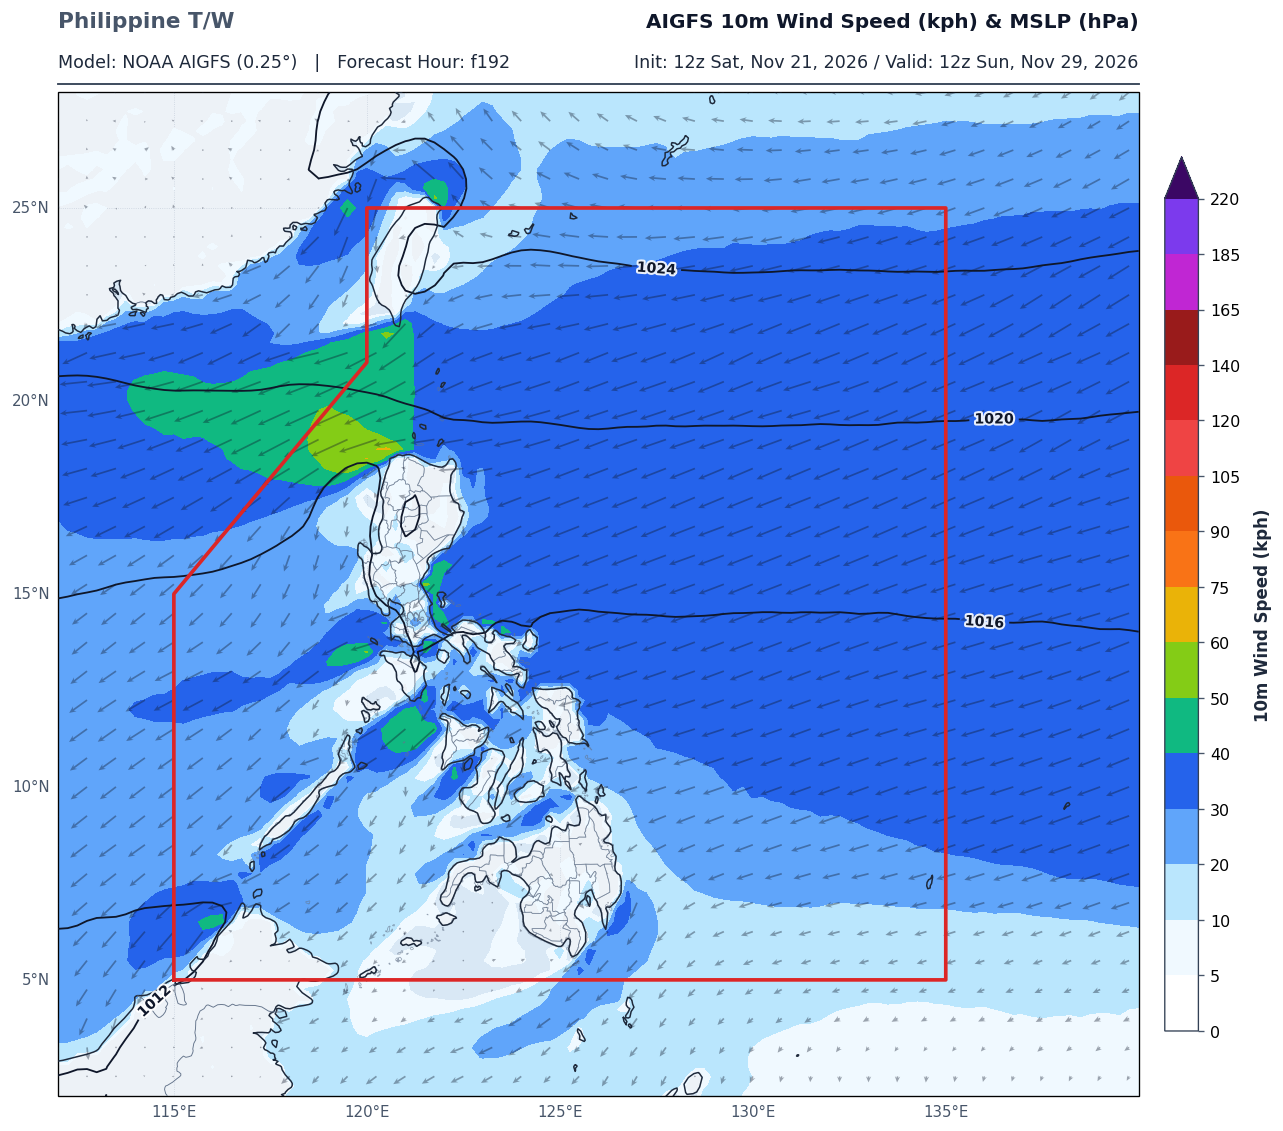 Philippine T/W
AIGFS 10m Wind Speed (kph) & MSLP (hPa)
Model: NOAA AIGFS (0.25°) | Forecast Hour: f192
Init: 12z Sat, Nov 21, 2026 / Valid: 12z Sun, Nov 29, 2026
25°N
20°N
15°N
10°N
5°N
1024
1020
1016
1012
115°E
120°E
125°E
130°E
135°E
220
185
165
140
120
105
90
75
60
50
40
30
20
10
5
0
10m Wind Speed (kph)